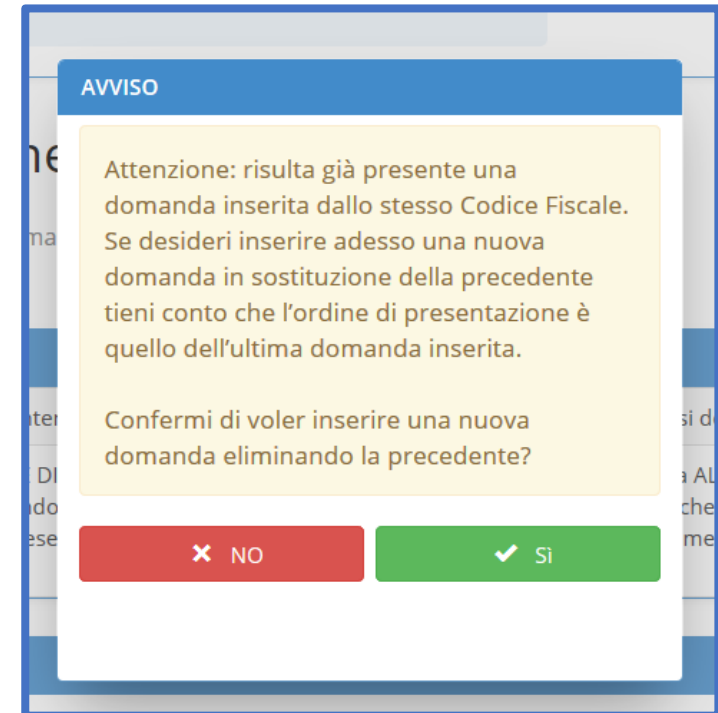 AVVISO
Attenzione: risulta già presente una
domanda inserita dallo stesso Codice Fiscale.
Se desideri inserire adesso una nuova
domanda in sostituzione della precedente
tieni conto che l’ordine di presentazione è
quello dell’ultima domanda inserita.
Confermi di voler inserire una nuova
domanda eliminando la precedente?
NO
Sì